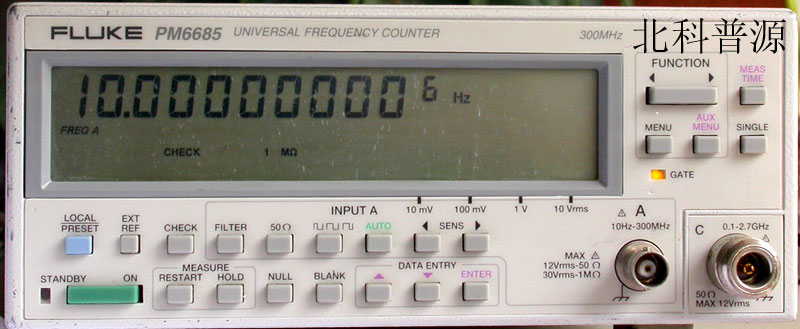 FLUKE PM6685 UNIVERSAL FREQUENCY COUNTER 300MHz 北科普源
10.000000000 6 Hz
FREQ A
CHECK 1 MΩ
FUNCTION
MEAS TIME
MENU
AUX MENU
SINGLE
GATE
INPUT A
10 mV 100 mV 1 V 10 Vrms
LOCAL PRESET
EXT REF
CHECK
FILTER
50Ω
AUTO
SENS
A
10Hz-300MHz
MAX
12Vrms-50 Ω
30Vrms-1MΩ
C 0.1-2.7GHz
50Ω
MAX 12Vrms
STANDBY ON
MEASURE
RESTART HOLD
NULL
BLANK
DATA ENTRY
ENTER